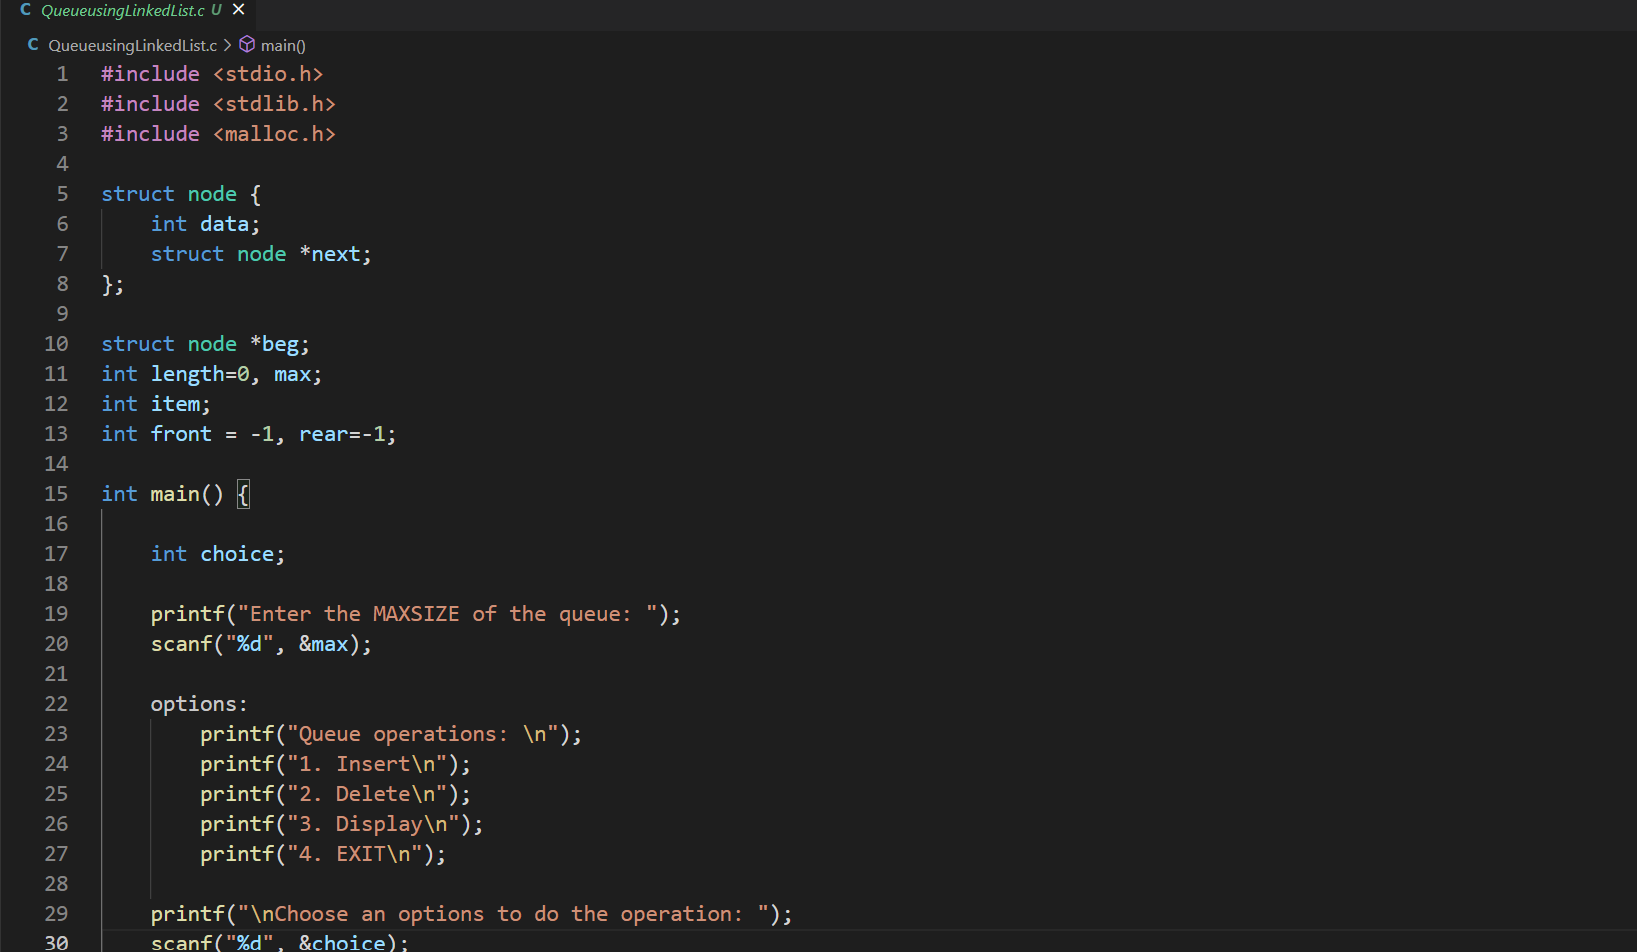 C QueueusingLinkedList.c U ×
C QueueusingLinkedList.c > main()
1 #include <stdio.h>
2 #include <stdlib.h>
3 #include <malloc.h>
4
5 struct node {
6     int data;
7     struct node *next;
8 };
9
10 struct node *beg;
11 int length=0, max;
12 int item;
13 int front = -1, rear=-1;
14
15 int main() {
16
17     int choice;
18
19     printf("Enter the MAXSIZE of the queue: ");
20     scanf("%d", &max);
21
22     options:
23         printf("Queue operations: \n");
24         printf("1. Insert\n");
25         printf("2. Delete\n");
26         printf("3. Display\n");
27         printf("4. EXIT\n");
28
29     printf("\nChoose an options to do the operation: ");
30     scanf("%d", &choice);